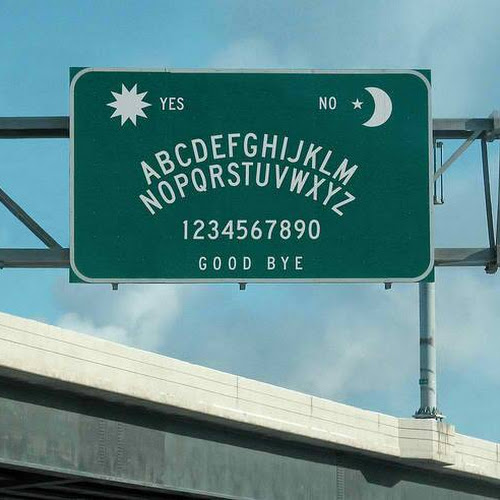 YES NO
ABCDEFGHIJKLM
NOPQRSTUVWXYZ
1234567890
GOOD BYE